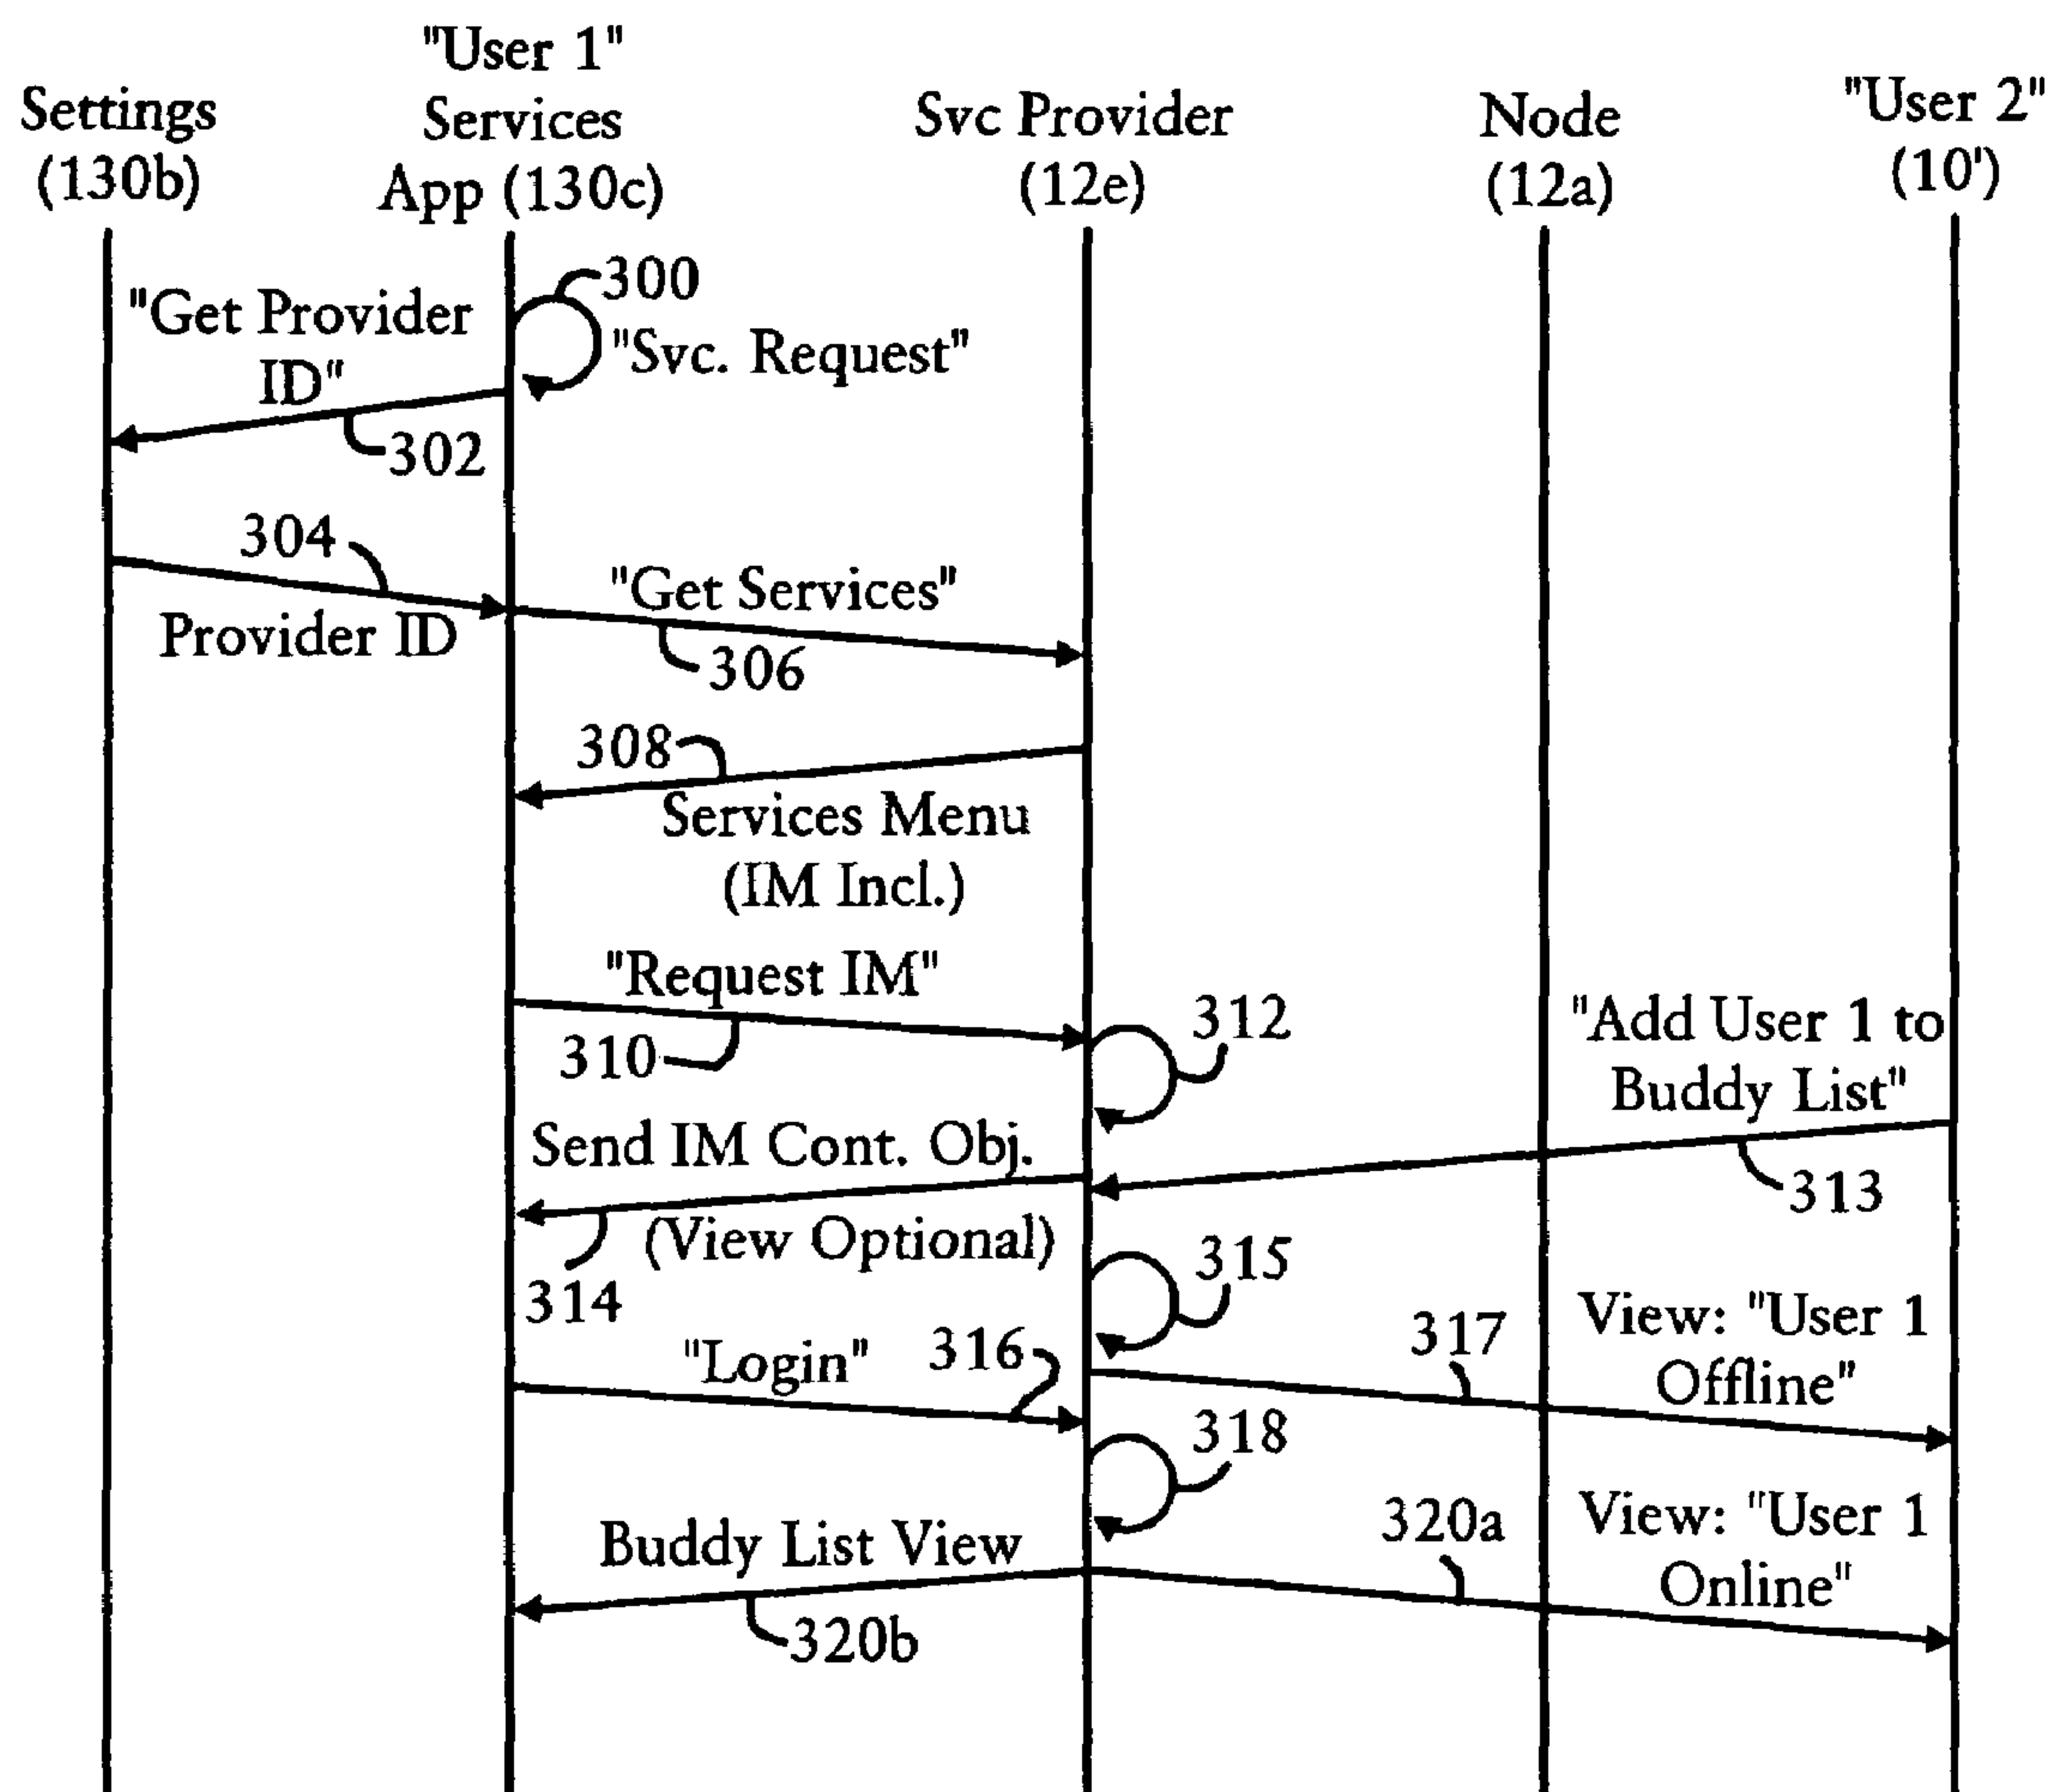 Settings
(130b)
"User 1"
Services
App (130c)
Svc Provider
(12e)
Node
(12a)
"User 2"
(10')
300
"Svc. Request"
"Get Provider
ID"
302
304
Provider ID
"Get Services"
306
308
Services Menu
(IM Incl.)
"Request IM"
310
312
"Add User 1 to
Buddy List"
313
Send IM Cont. Obj.
(View Optional)
314
315
"Login"
316
317
View: "User 1
Offline"
318
Buddy List View
320a
View: "User 1
Online"
320b